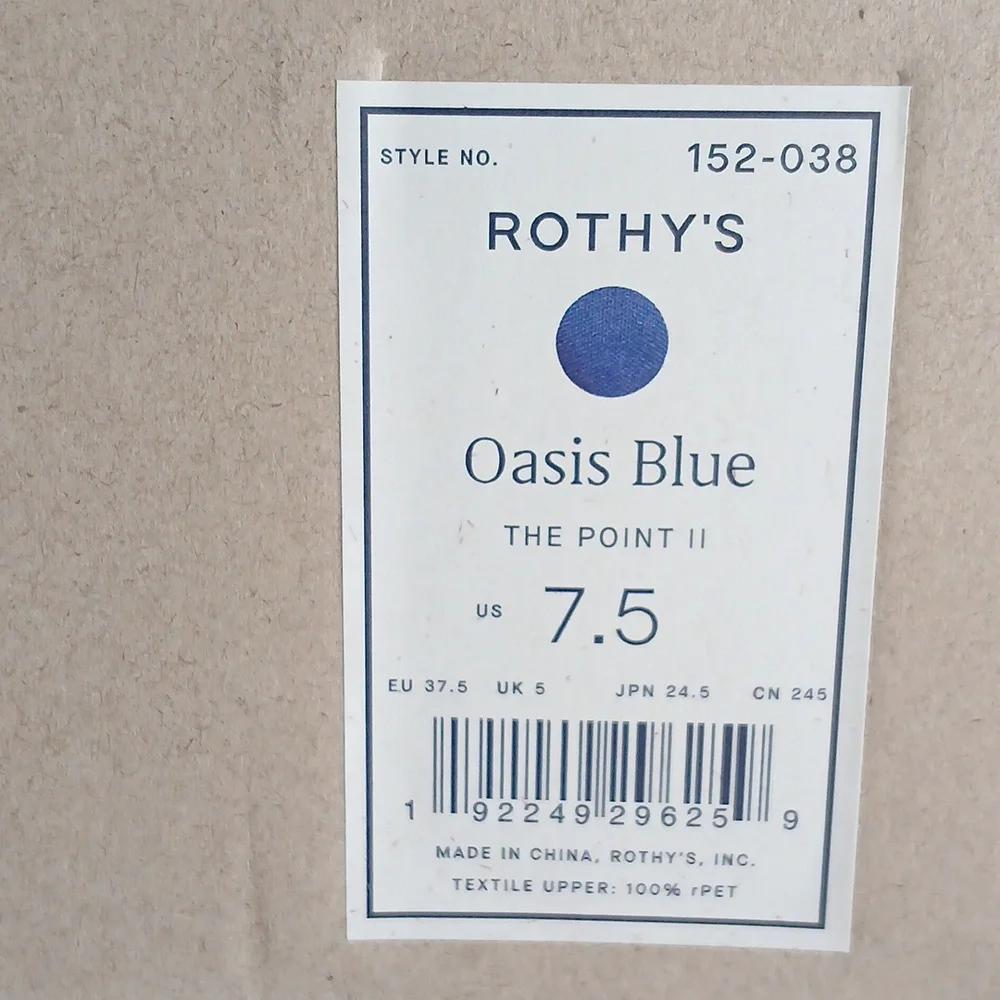 STYLE NO. 152-038
ROTHY'S
Oasis Blue
THE POINT II
US 7.5
EU 37.5 UK 5 JPN 24.5 CN 245
1 92249 29625 9
MADE IN CHINA, ROTHY'S, INC.
TEXTILE UPPER: 100% rPET